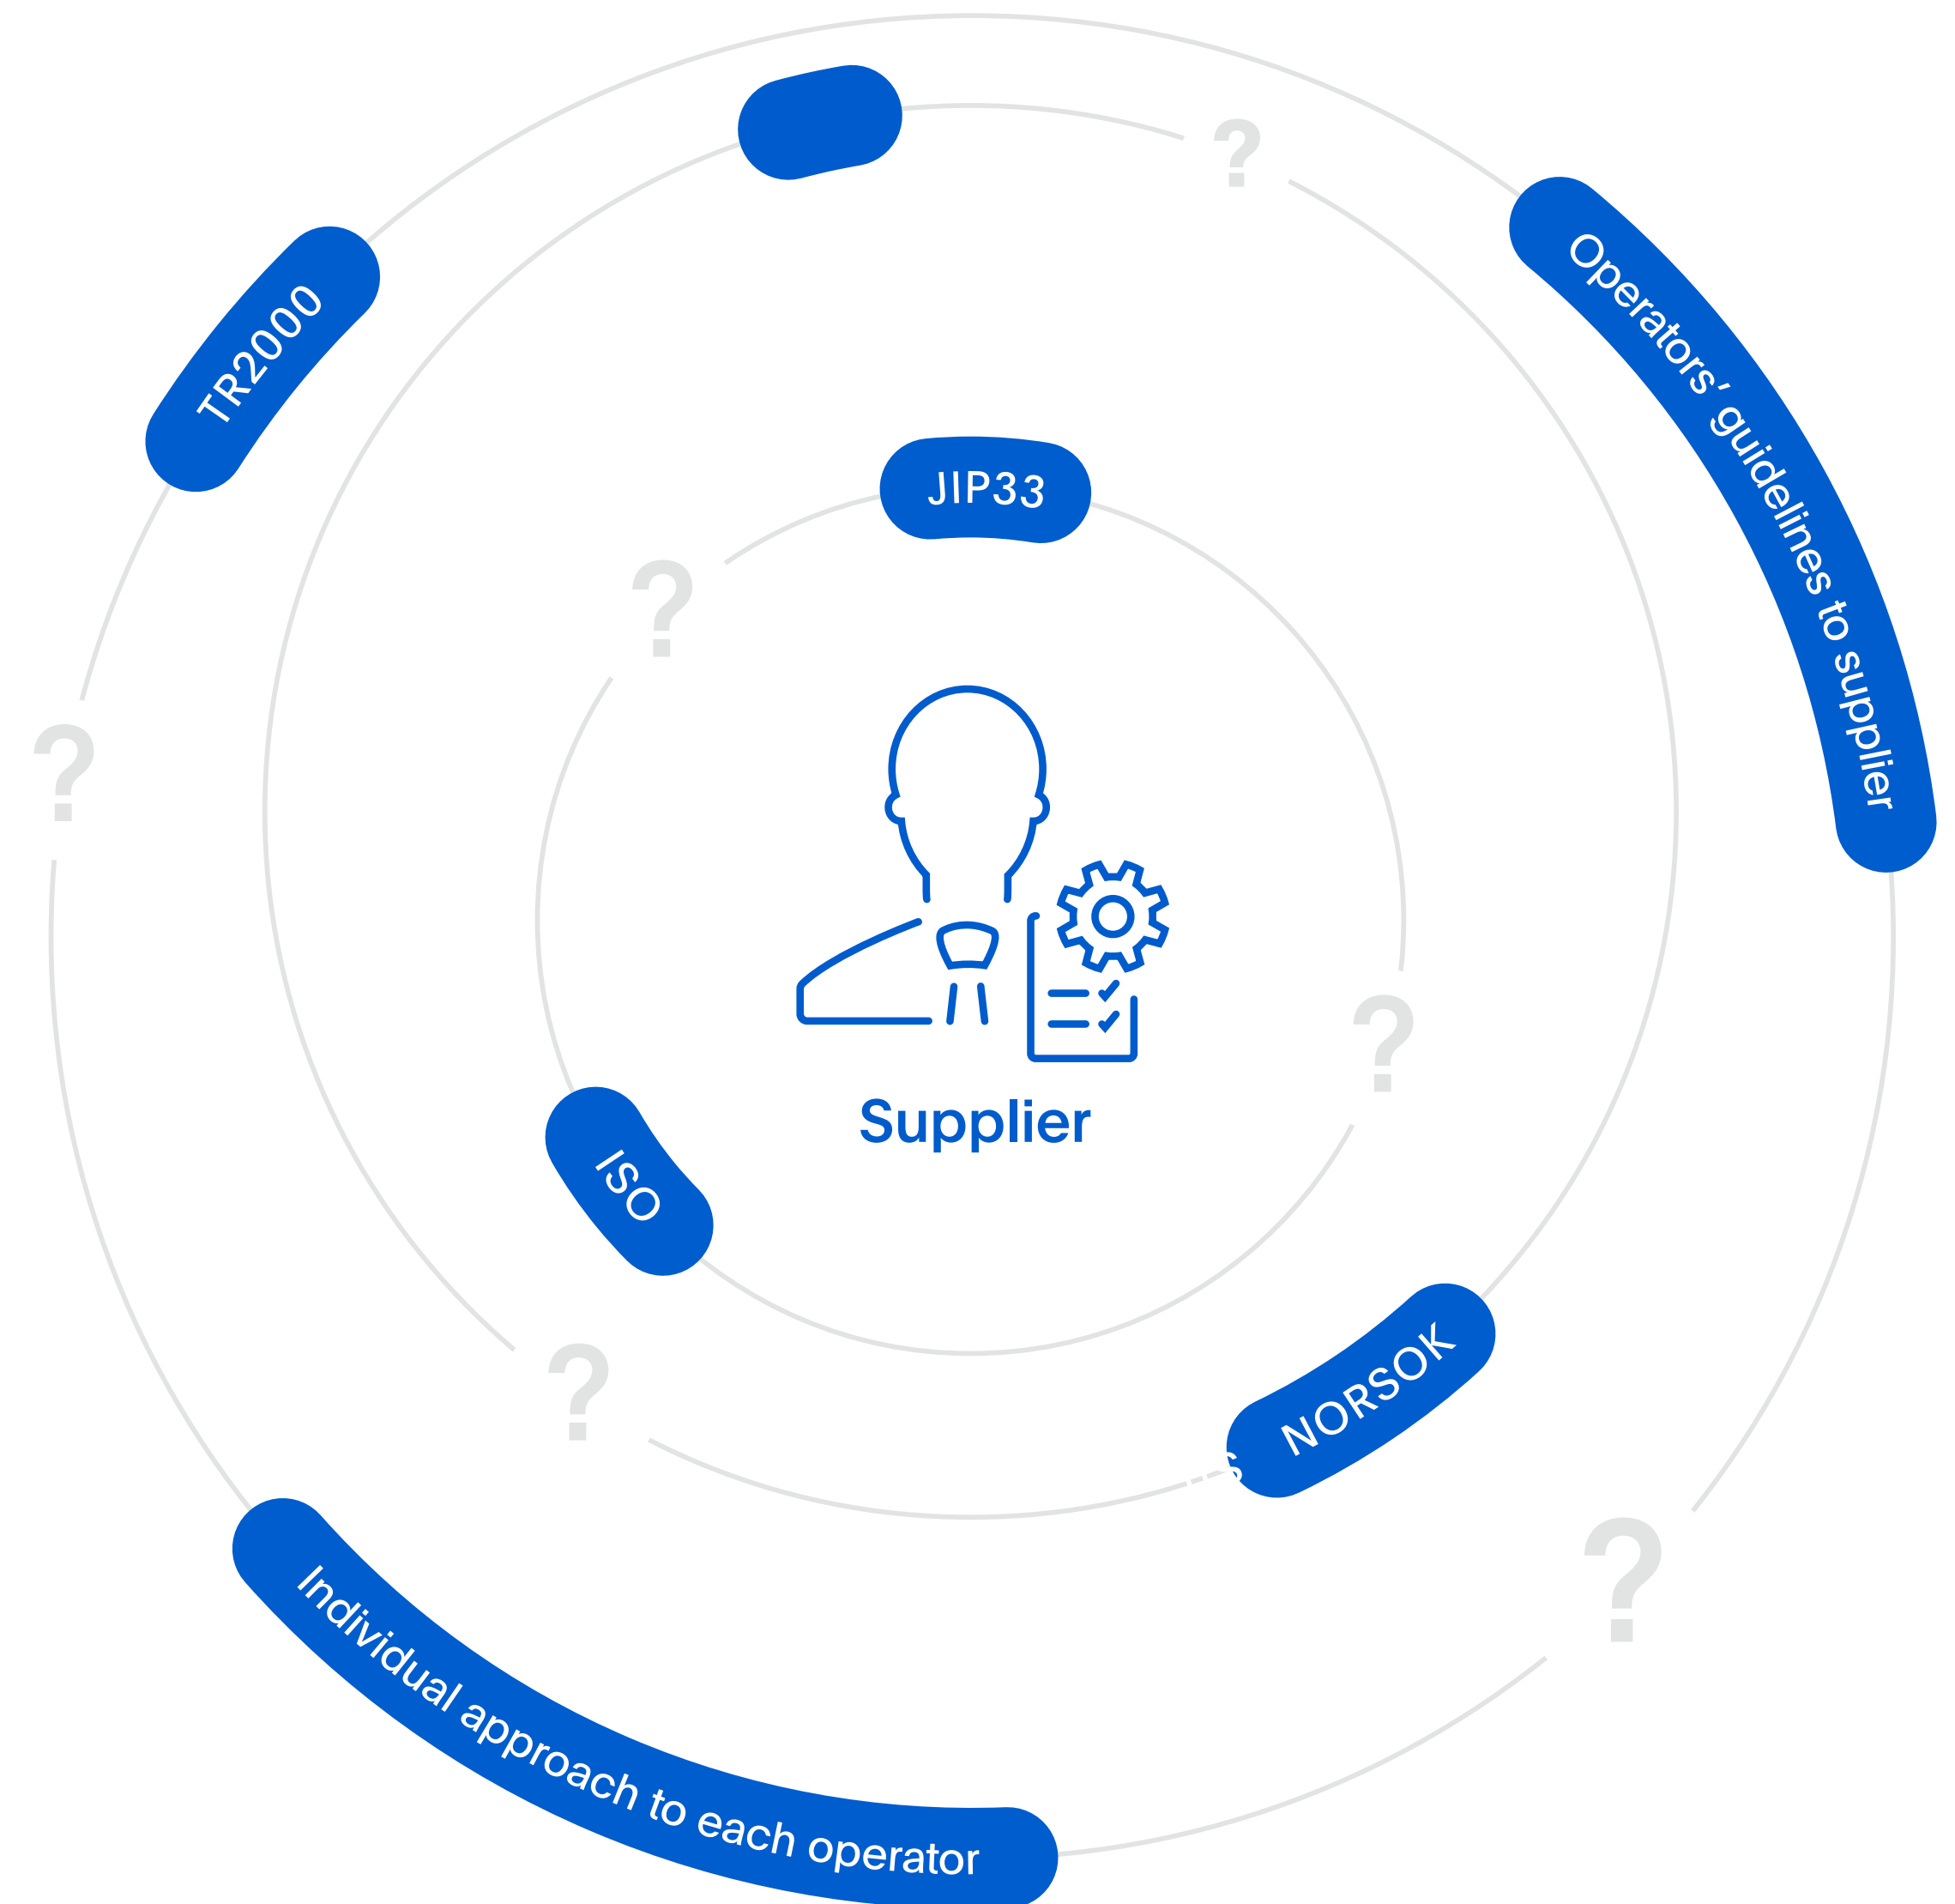 ?
TR2000
Operators' guidelines to supplier
JIP33
?
?
Supplier
?
ISO
NORSOK
?
?
Individual approach to each operator